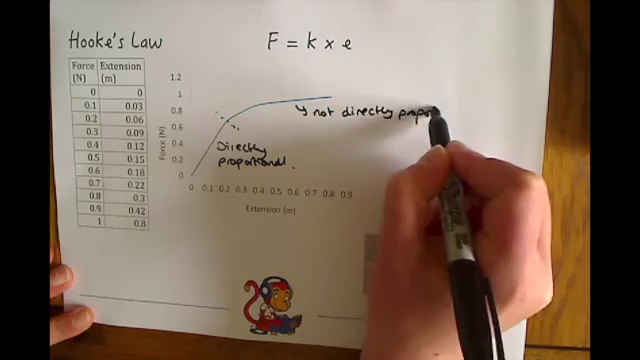 Hooke's Law
F = k x e
Force (N) Extension (m)
0 0
0.1 0.03
0.2 0.06
0.3 0.09
0.4 0.12
0.5 0.15
0.6 0.18
0.7 0.22
0.8 0.3
0.9 0.42
1 0.8
Force (N)
1.2
1
0.8
0.6
0.4
0.2
0
0 0.1 0.2 0.3 0.4 0.5 0.6 0.7 0.8 0.9
Extension (m)
not directly propo
Directly
proportional.